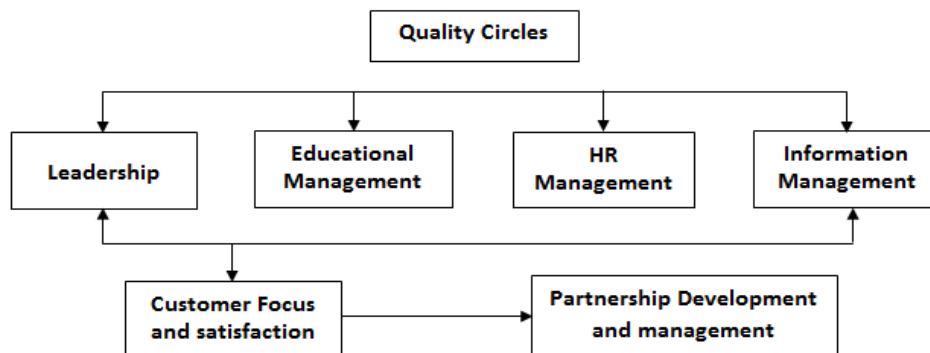 Quality Circles
Leadership
Educational
Management
HR
Management
Information
Management
Customer Focus
and satisfaction
Partnership Development
and management